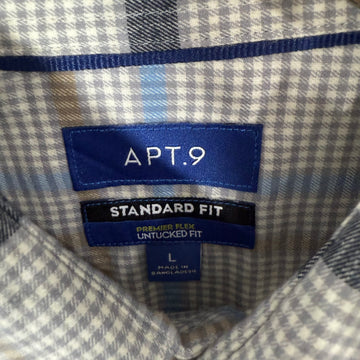 APT.9
STANDARD FIT
PREMIER FLEX
UNTUCKED FIT
L
MADE IN
BANGLADESH